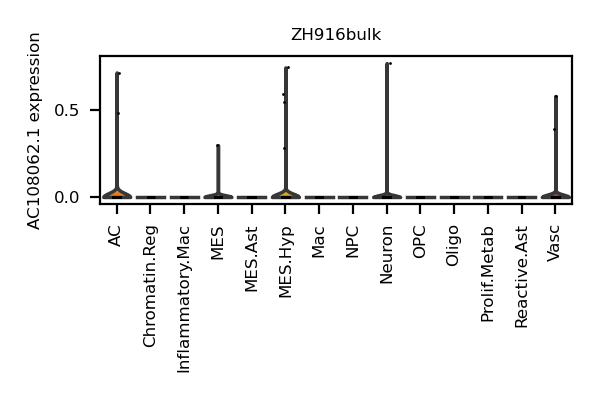 ZH916bulk
AC108062.1 expression
0.5
0.0
AC
Chromatin.Reg
Inflammatory.Mac
MES
MES.Ast
MES.Hyp
Mac
NPC
Neuron
OPC
Oligo
Prolif.Metab
Reactive.Ast
Vasc